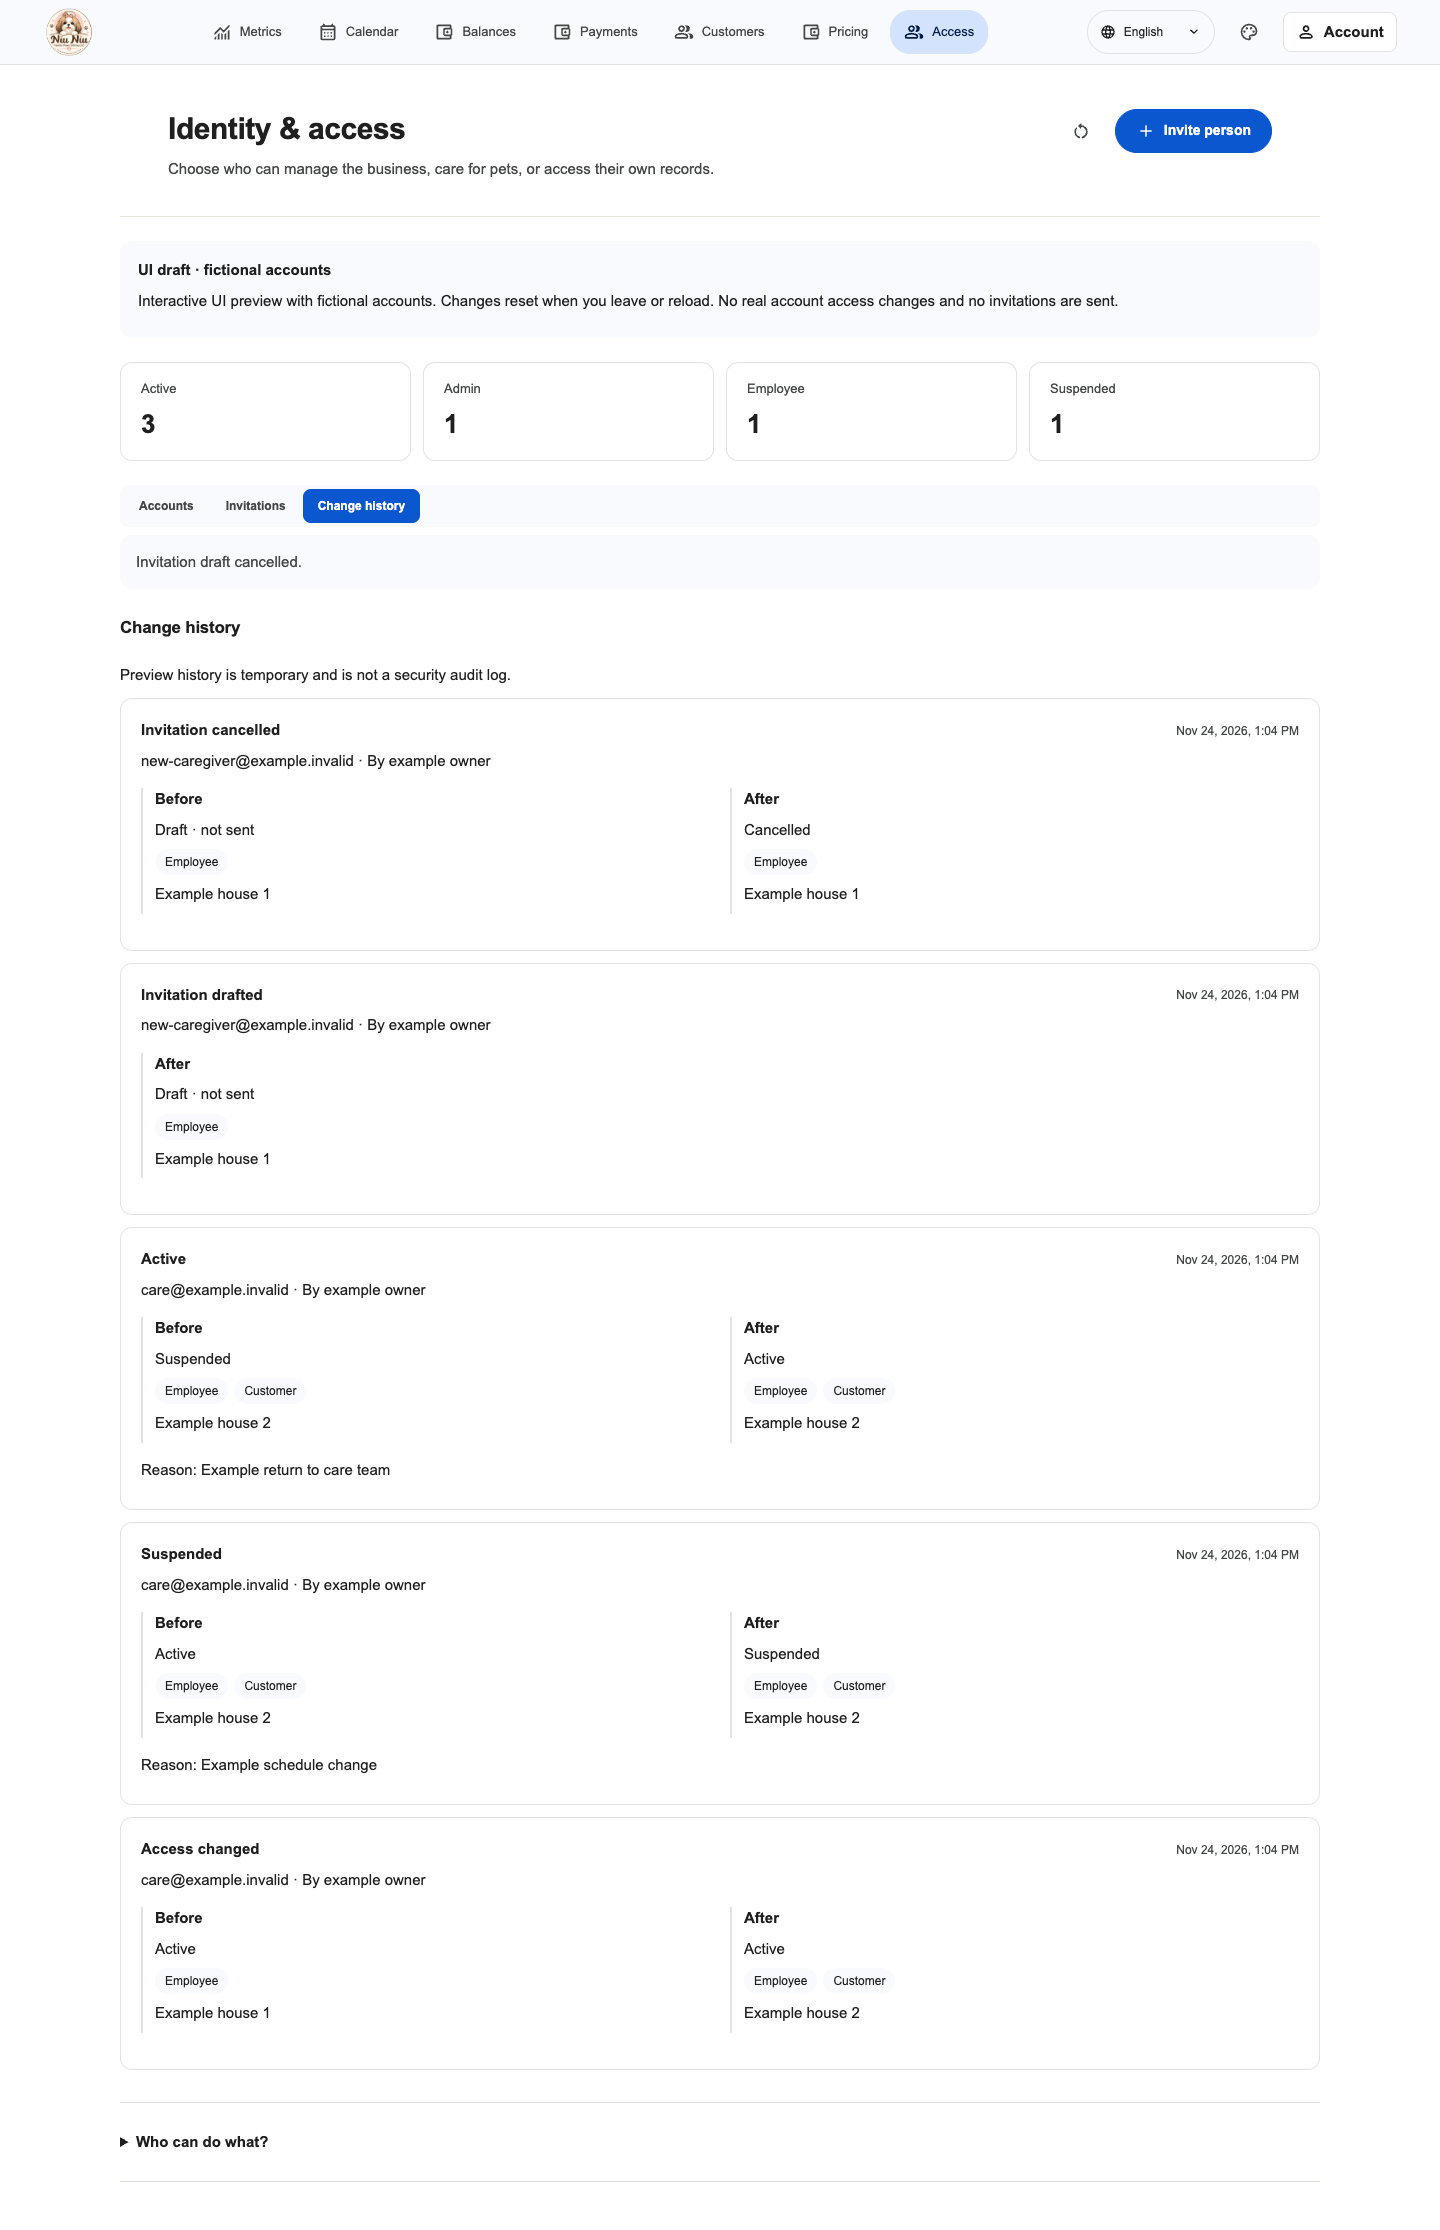 Niu Niu
Metrics
Calendar
Balances
Payments
Customers
Pricing
Access
English
Account
Identity & access
Invite person
Choose who can manage the business, care for pets, or access their own records.
UI draft · fictional accounts
Interactive UI preview with fictional accounts. Changes reset when you leave or reload. No real account access changes and no invitations are sent.
Active
3
Admin
1
Employee
1
Suspended
1
Accounts
Invitations
Change history
Invitation draft cancelled.
Change history
Preview history is temporary and is not a security audit log.
Invitation cancelled
Nov 24, 2026, 1:04 PM
new-caregiver@example.invalid · By example owner
Before
Draft · not sent
Employee
Example house 1
After
Cancelled
Employee
Example house 1
Invitation drafted
Nov 24, 2026, 1:04 PM
new-caregiver@example.invalid · By example owner
After
Draft · not sent
Employee
Example house 1
Active
Nov 24, 2026, 1:04 PM
care@example.invalid · By example owner
Before
Suspended
Employee Customer
Example house 2
After
Active
Employee Customer
Example house 2
Reason: Example return to care team
Suspended
Nov 24, 2026, 1:04 PM
care@example.invalid · By example owner
Before
Active
Employee Customer
Example house 2
After
Suspended
Employee Customer
Example house 2
Reason: Example schedule change
Access changed
Nov 24, 2026, 1:04 PM
care@example.invalid · By example owner
Before
Active
Employee
Example house 1
After
Active
Employee Customer
Example house 2
Who can do what?